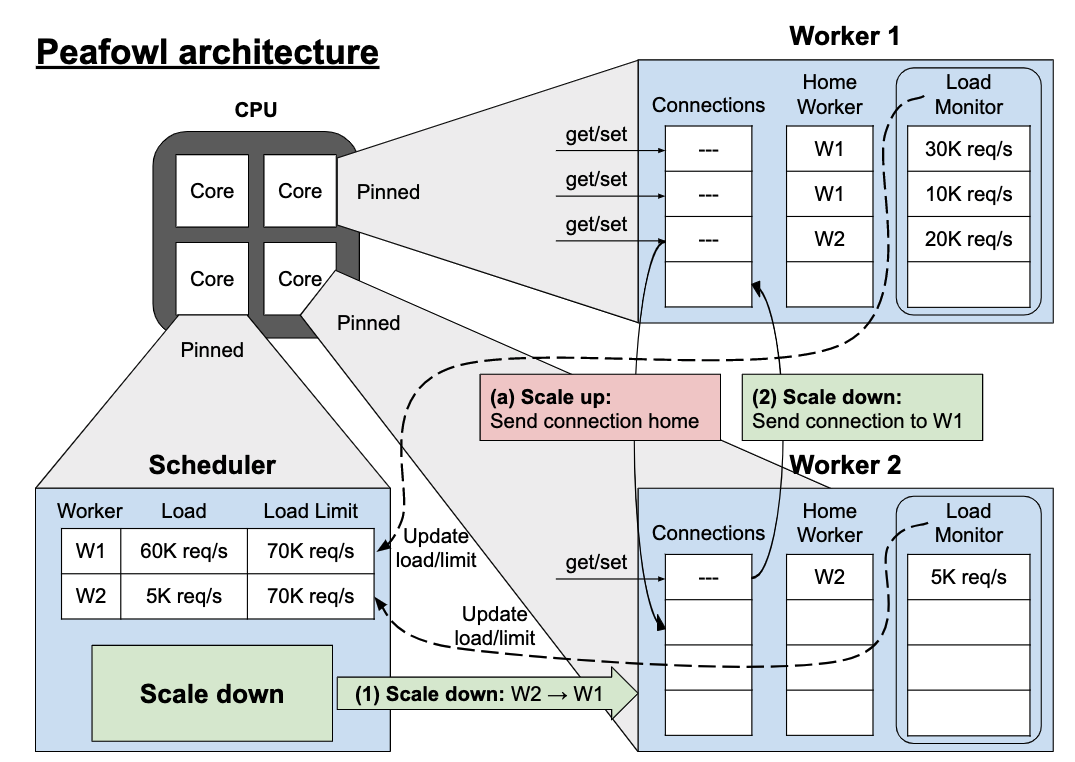 Peafowl architecture
CPU
Core
Core
Core
Core
Pinned
Pinned
Pinned
Worker 1
Connections
Home
Worker
Load
Monitor
get/set
---
W1
30K req/s
get/set
---
W1
10K req/s
get/set
---
W2
20K req/s
(a) Scale up:
Send connection home
(2) Scale down:
Send connection to W1
Scheduler
Worker
Load
Load Limit
W1
60K req/s
70K req/s
W2
5K req/s
70K req/s
Update
load/limit
Update
load/limit
Scale down
(1) Scale down: W2 → W1
Worker 2
Connections
Home
Worker
Load
Monitor
get/set
---
W2
5K req/s